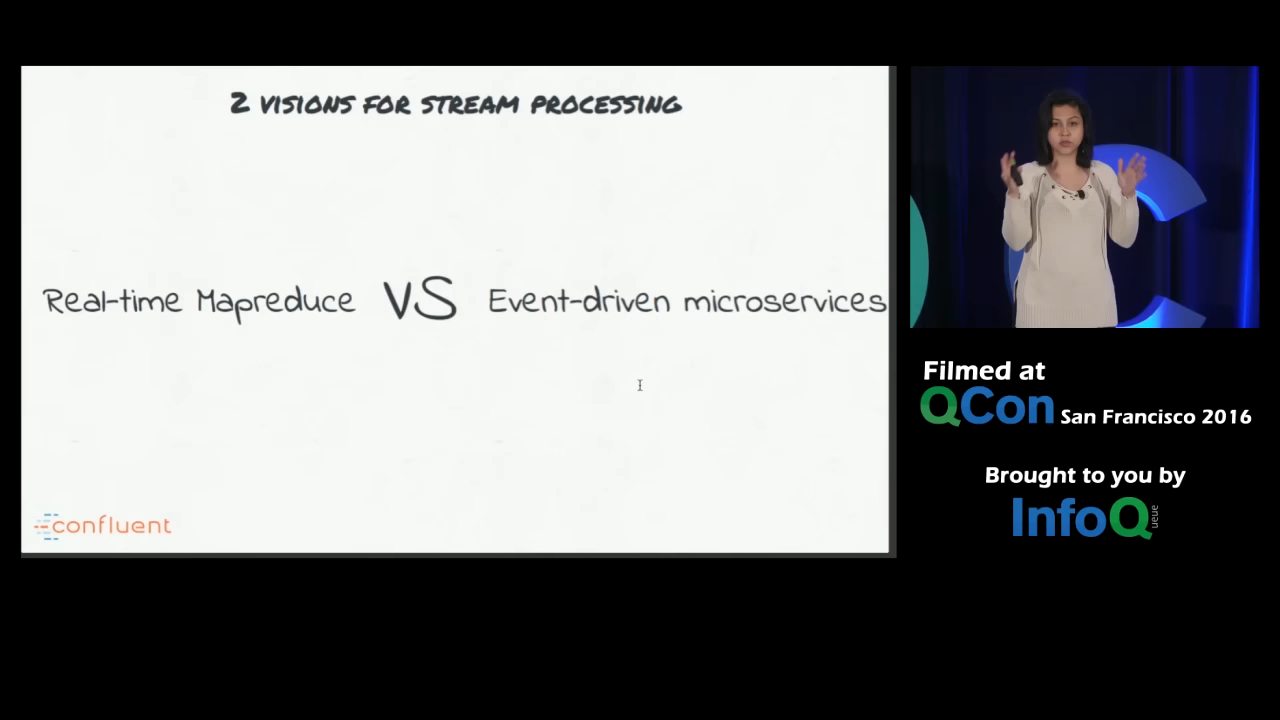 2 VISIONS FOR STREAM PROCESSING
Real-time Mapreduce VS Event-driven microservices
confluent
Filmed at
QCon San Francisco 2016
Brought to you by
InfoQ
ueue